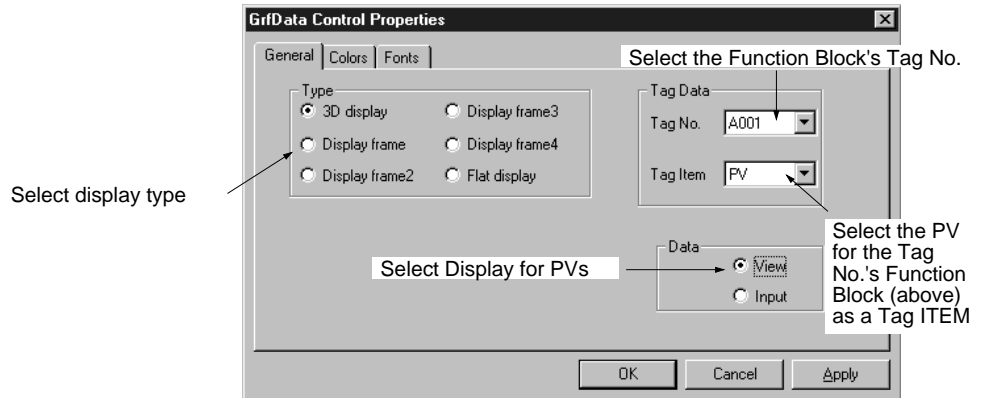 GrfData Control Properties
General Colors Fonts
Select the Function Block's Tag No.
Type
3D display Display frame3
Display frame Display frame4
Display frame2 Flat display
Tag Data
Tag No. A001
Tag Item PV
Select display type
Select the PV
for the Tag
No.'s Function
Block (above)
as a Tag ITEM
Data
View
Input
Select Display for PVs
OK Cancel Apply